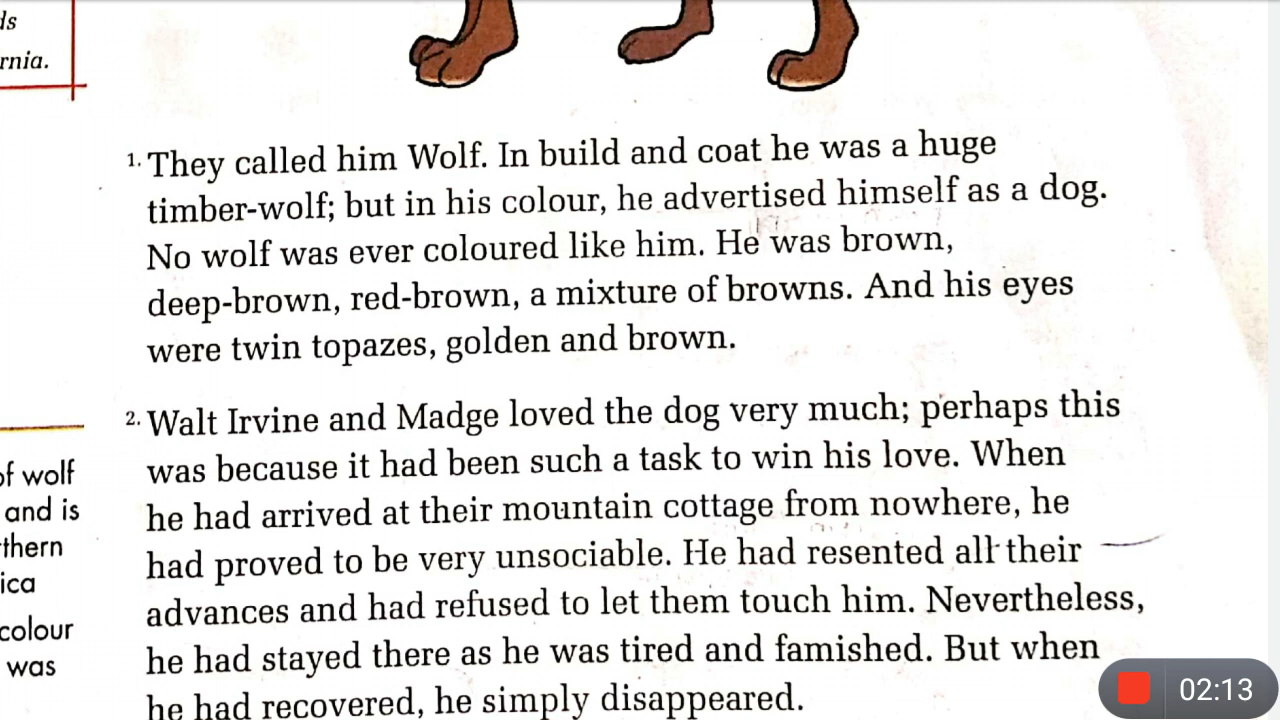 ds
rnia.
1. They called him Wolf. In build and coat he was a huge
timber-wolf; but in his colour, he advertised himself as a dog.
No wolf was ever coloured like him. He was brown,
deep-brown, red-brown, a mixture of browns. And his eyes
were twin topazes, golden and brown.
2. Walt Irvine and Madge loved the dog very much; perhaps this
was because it had been such a task to win his love. When
he had arrived at their mountain cottage from nowhere, he
had proved to be very unsociable. He had resented all their
advances and had refused to let them touch him. Nevertheless,
he had stayed there as he was tired and famished. But when
he had recovered, he simply disappeared.
of wolf
and is
thern
ica
colour
was
02:13